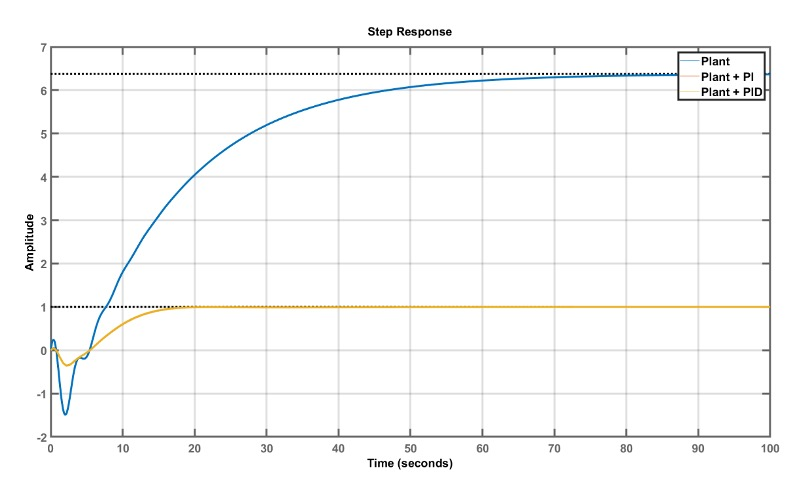 Step Response
7
6
5
4
3
2
1
0
-1
-2
Amplitude
Plant
Plant + PI
Plant + PID
0 10 20 30 40 50 60 70 80 90 100
Time (seconds)